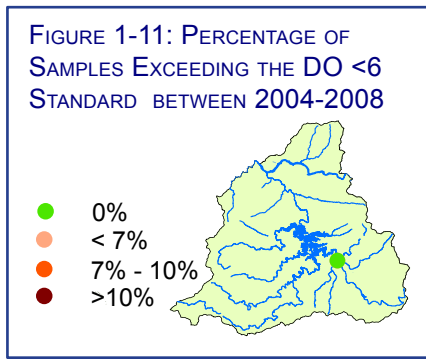 FIGURE 1-11: PERCENTAGE OF
SAMPLES EXCEEDING THE DO <6
STANDARD BETWEEN 2004-2008
0%
< 7%
7% - 10%
>10%